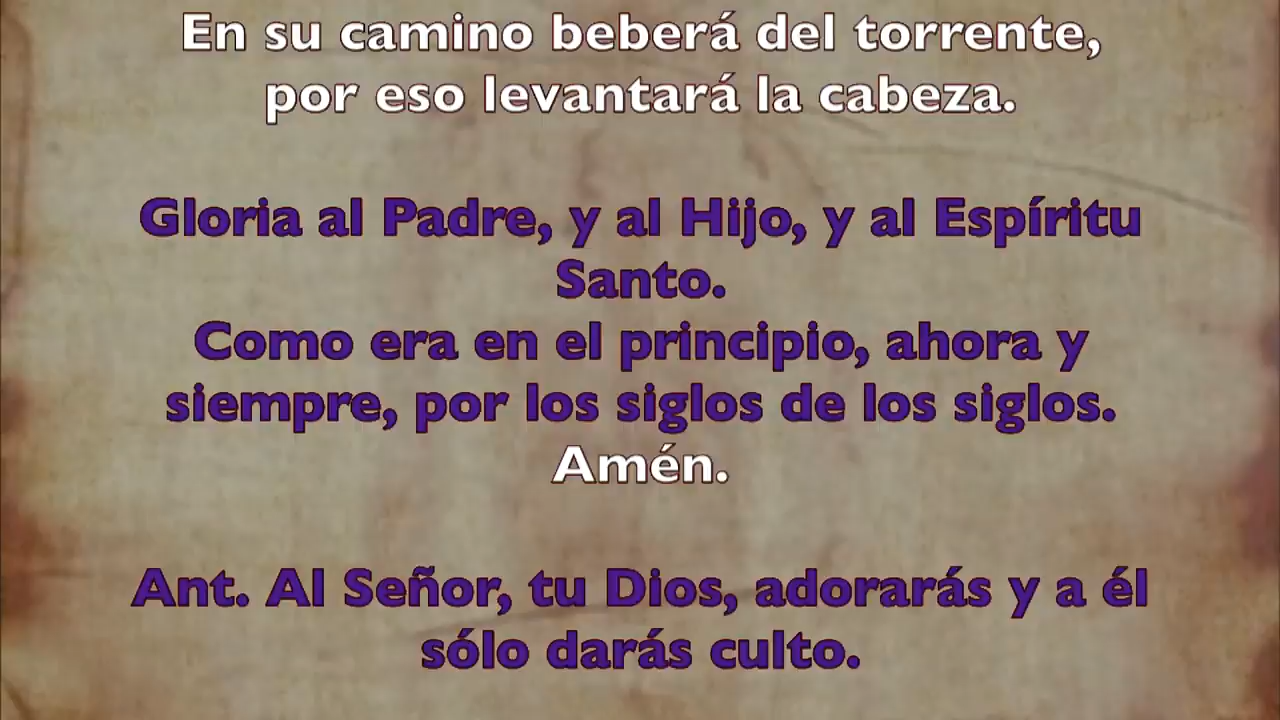 En su camino beberá del torrente,
por eso levantará la cabeza.
Gloria al Padre, y al Hijo, y al Espíritu
Santo.
Como era en el principio, ahora y
siempre, por los siglos de los siglos.
Amén.
Ant. Al Señor, tu Dios, adorarás y a él
sólo darás culto.